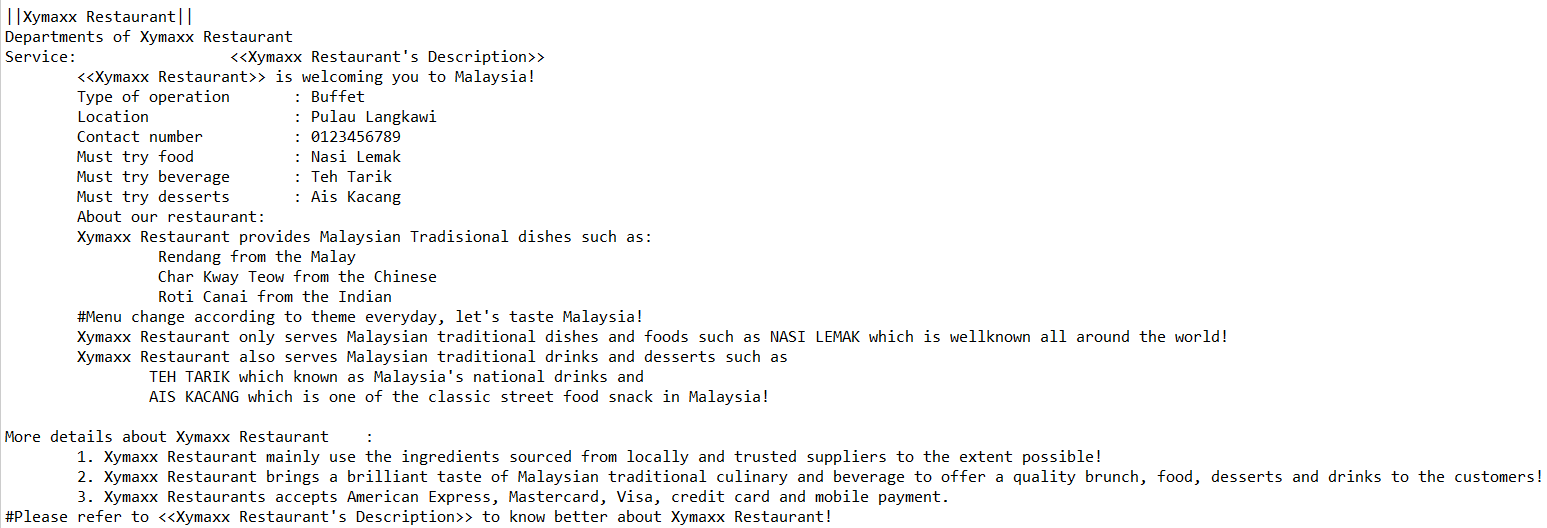 ||Xymaxx Restaurant||
Departments of Xymaxx Restaurant
Service:                 <<Xymaxx Restaurant's Description>>
        <<Xymaxx Restaurant>> is welcoming you to Malaysia!
        Type of operation       : Buffet
        Location                : Pulau Langkawi
        Contact number          : 0123456789
        Must try food           : Nasi Lemak
        Must try beverage       : Teh Tarik
        Must try desserts       : Ais Kacang
        About our restaurant:
        Xymaxx Restaurant provides Malaysian Tradisional dishes such as:
                 Rendang from the Malay
                 Char Kway Teow from the Chinese
                 Roti Canai from the Indian
        #Menu change according to theme everyday, let's taste Malaysia!
        Xymaxx Restaurant only serves Malaysian traditional dishes and foods such as NASI LEMAK which is wellknown all around the world!
        Xymaxx Restaurant also serves Malaysian traditional drinks and desserts such as
                TEH TARIK which known as Malaysia's national drinks and
                AIS KACANG which is one of the classic street food snack in Malaysia!

More details about Xymaxx Restaurant    :
        1. Xymaxx Restaurant mainly use the ingredients sourced from locally and trusted suppliers to the extent possible!
        2. Xymaxx Restaurant brings a brilliant taste of Malaysian traditional culinary and beverage to offer a quality brunch, food, desserts and drinks to the customers!
        3. Xymaxx Restaurants accepts American Express, Mastercard, Visa, credit card and mobile payment.
#Please refer to <<Xymaxx Restaurant's Description>> to know better about Xymaxx Restaurant!